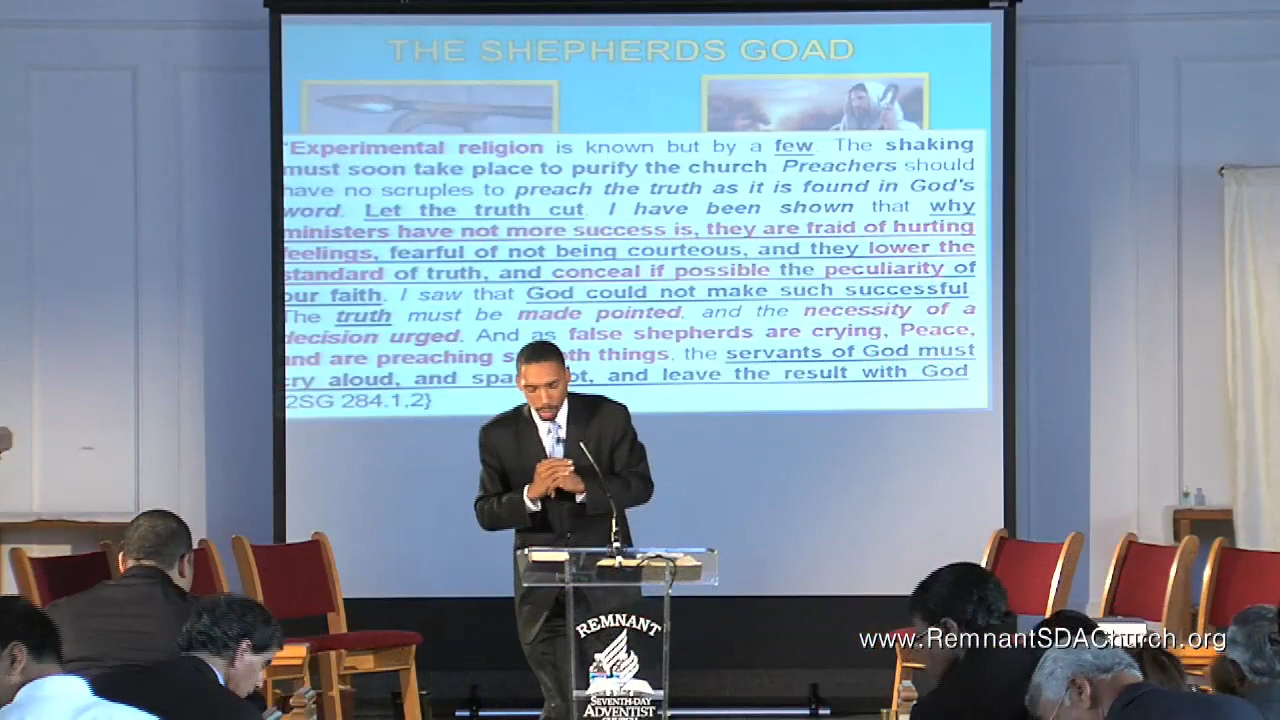 THE SHEPHERDS GOAD
"Experimental religion is known but by a few. The shaking
must soon take place to purify the church Preachers should
have no scruples to preach the truth as it is found in God's
word. Let the truth cut. I have been shown that why
ministers have not more success is, they are fraid of hurting
feelings, fearful of not being courteous, and they lower the
standard of truth, and conceal if possible the peculiarity of
our faith. I saw that God could not make such successful.
The truth must be made pointed, and the necessity of a
decision urged. And as false shepherds are crying, Peace,
and are preaching things, the servants of God must
cry aloud, and and leave the result with God
2SG 284.1,2}
REMNANT
SEVENTH-DAY
ADVENTIST
CHURCH
www.RemnantSDAChurch.org